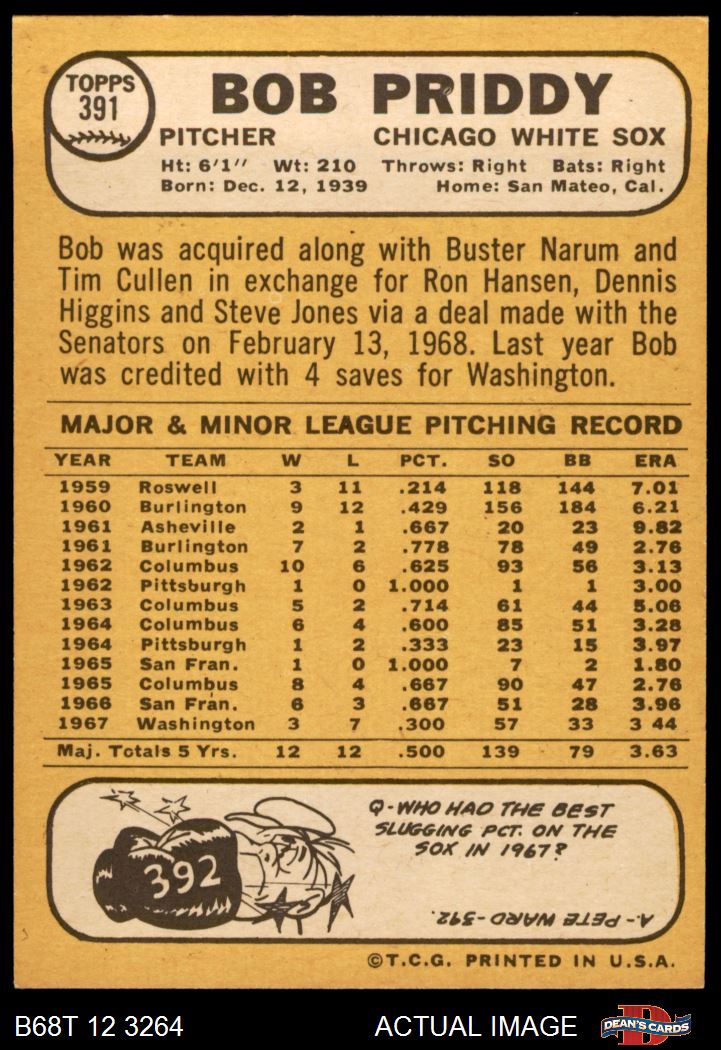 TOPPS
391
BOB PRIDDY
PITCHER CHICAGO WHITE SOX
Ht: 6'1" Wt: 210 Throws: Right Bats: Right
Born: Dec. 12, 1939 Home: San Mateo, Cal.
Bob was acquired along with Buster Narum and
Tim Cullen in exchange for Ron Hansen, Dennis
Higgins and Steve Jones via a deal made with the
Senators on February 13, 1968. Last year Bob
was credited with 4 saves for Washington.
MAJOR & MINOR LEAGUE PITCHING RECORD
YEAR TEAM W L PCT. SO BB ERA
1959 Roswell 3 11 .214 118 144 7.01
1960 Burlington 9 12 .429 156 184 6.21
1961 Asheville 2 1 .667 20 23 9.82
1961 Burlington 7 2 .778 78 49 2.76
1962 Columbus 10 6 .625 93 56 3.13
1962 Pittsburgh 1 0 1.000 1 1 3.00
1963 Columbus 5 2 .714 61 44 5.06
1964 Columbus 6 4 .600 85 51 3.28
1964 Pittsburgh 1 2 .333 23 15 3.97
1965 San Fran. 1 0 1.000 7 2 1.80
1965 Columbus 8 4 .667 90 47 2.76
1966 San Fran. 6 3 .667 51 28 3.96
1967 Washington 3 7 .300 57 33 3 44
Maj. Totals 5 Yrs. 12 12 .500 139 79 3.63
Q-WHO HAD THE BEST
SLUGGING PCT. ON THE
SOX IN 1967?
392
A-PETE WARD-.392.
©T.C.G. PRINTED IN U.S.A.
B68T 12 3264 ACTUAL IMAGE DEAN'S CARDS